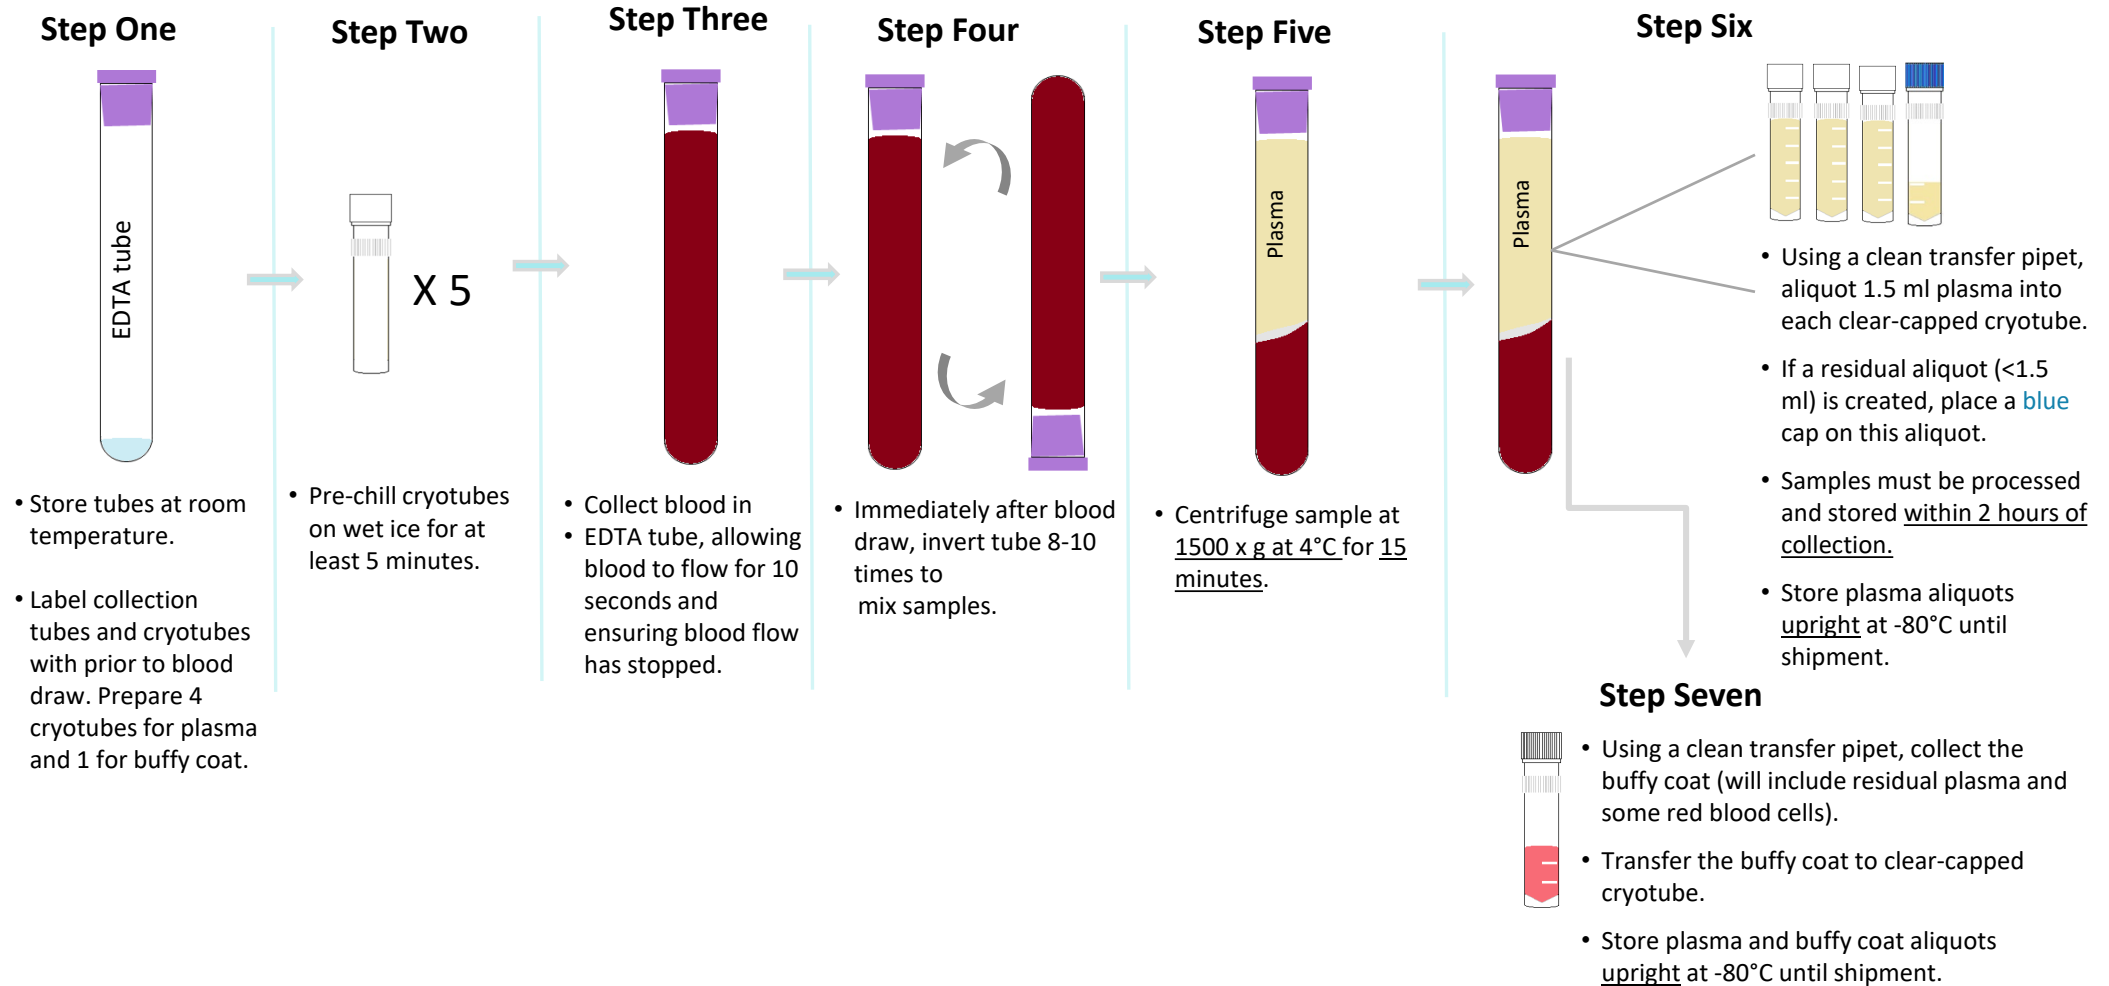 Step One
EDTA tube
• Store tubes at room
temperature.
• Label collection
tubes and cryotubes
with prior to blood
draw. Prepare 4
cryotubes for plasma
and 1 for buffy coat.
Step Two
X 5
• Pre-chill cryotubes
on wet ice for at
least 5 minutes.
Step Three
• Collect blood in
• EDTA tube, allowing
blood to flow for 10
seconds and
ensuring blood flow
has stopped.
Step Four
• Immediately after blood
draw, invert tube 8-10
times to
mix samples.
Step Five
Plasma
• Centrifuge sample at
1500 x g at 4°C for 15
minutes.
Step Six
Plasma
• Using a clean transfer pipet,
aliquot 1.5 ml plasma into
each clear-capped cryotube.
• If a residual aliquot (<1.5
ml) is created, place a blue
cap on this aliquot.
• Samples must be processed
and stored within 2 hours of
collection.
• Store plasma aliquots
upright at -80°C until
shipment.
Step Seven
• Using a clean transfer pipet, collect the
buffy coat (will include residual plasma and
some red blood cells).
• Transfer the buffy coat to clear-capped
cryotube.
• Store plasma and buffy coat aliquots
upright at -80°C until shipment.